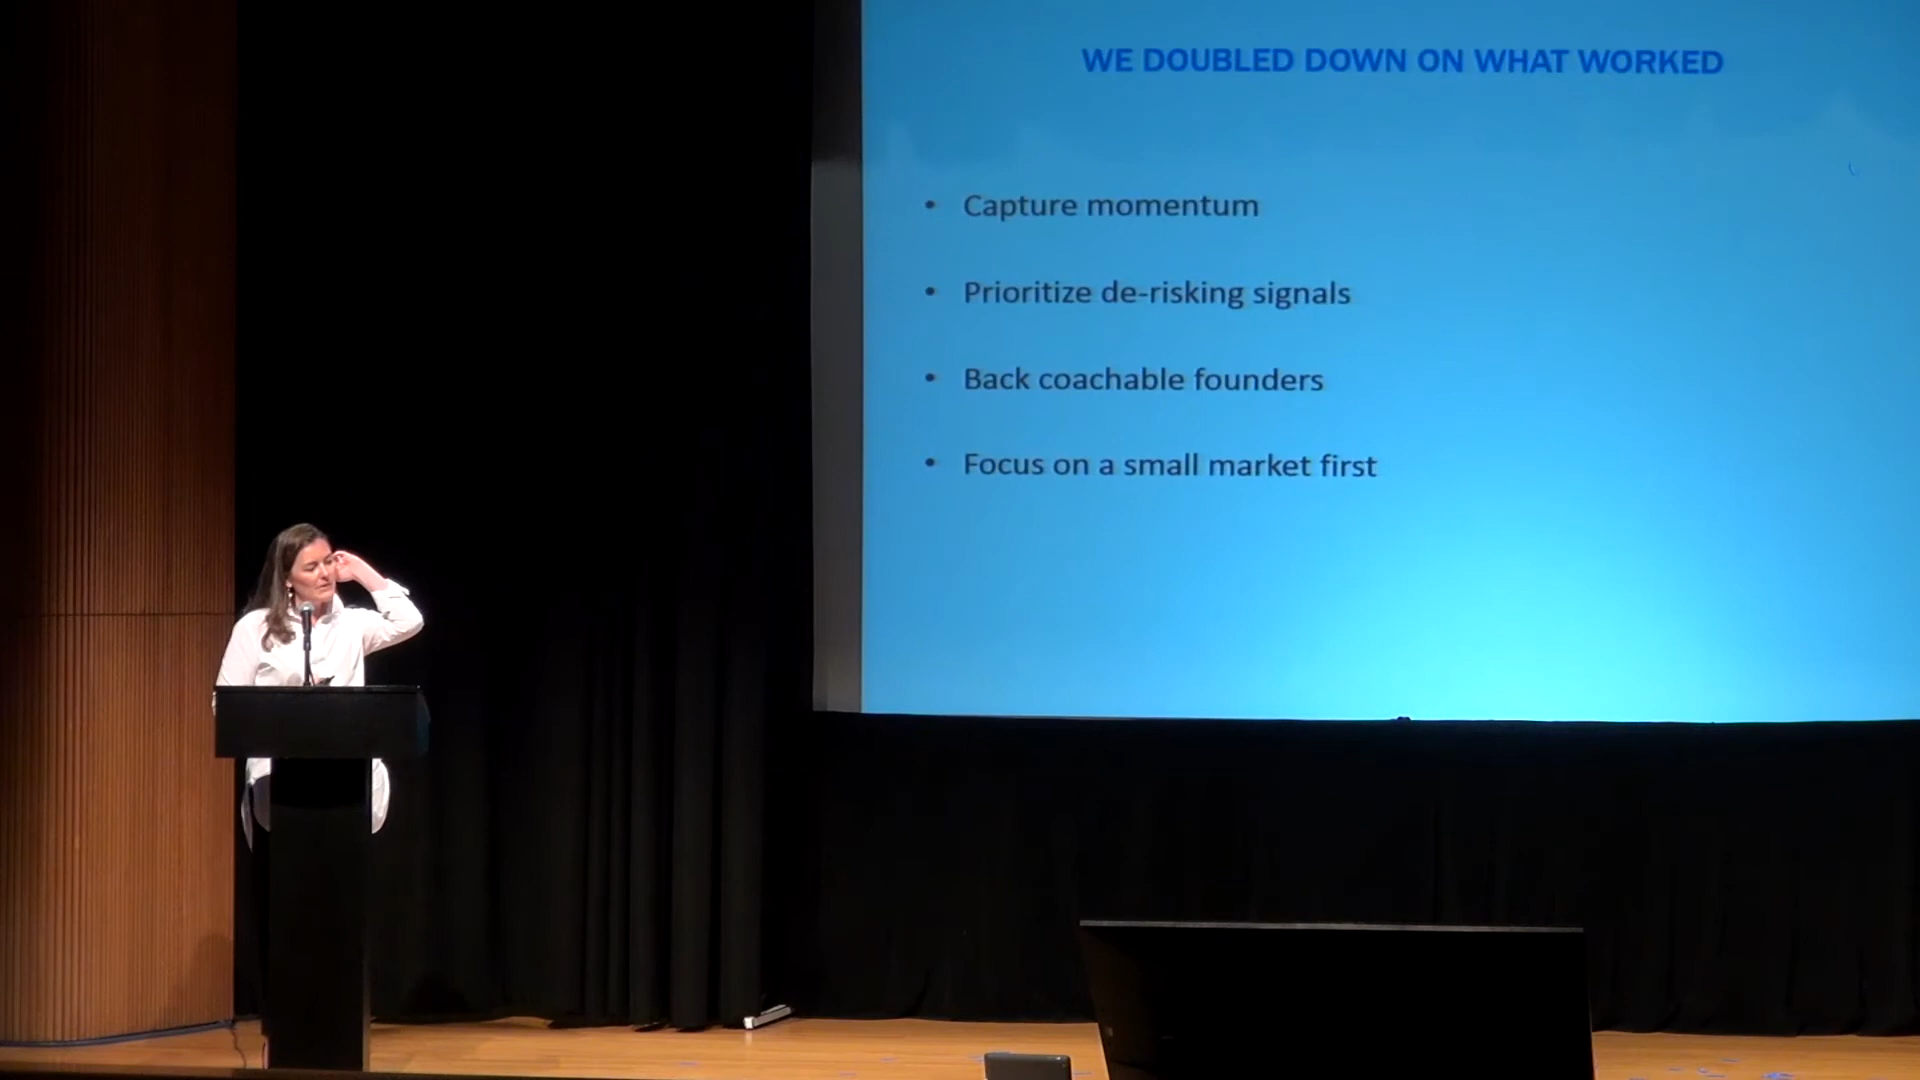 WE DOUBLED DOWN ON WHAT WORKED
• Capture momentum
• Prioritize de-risking signals
• Back coachable founders
• Focus on a small market first